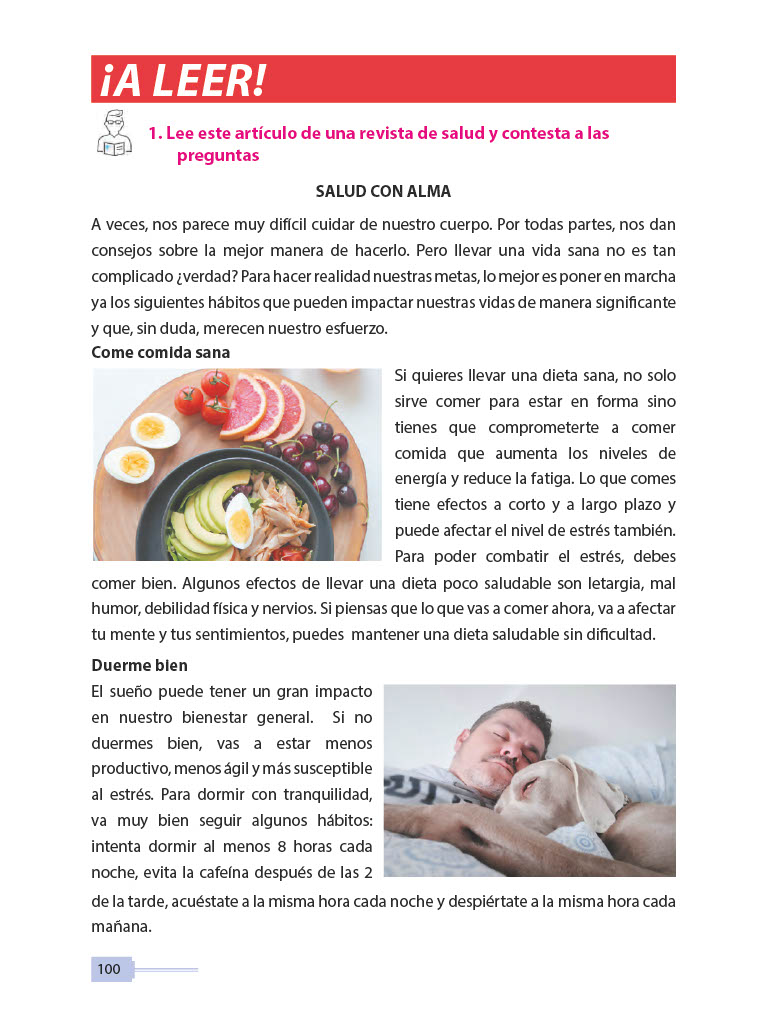 ¡A LEER!
1. Lee este artículo de una revista de salud y contesta a las
preguntas
SALUD CON ALMA
A veces, nos parece muy difícil cuidar de nuestro cuerpo. Por todas partes, nos dan
consejos sobre la mejor manera de hacerlo. Pero llevar una vida sana no es tan
complicado ¿verdad? Para hacer realidad nuestras metas, lo mejor es poner en marcha
ya los siguientes hábitos que pueden impactar nuestras vidas de manera significante
y que, sin duda, merecen nuestro esfuerzo.
Come comida sana
Si quieres llevar una dieta sana, no solo
sirve comer para estar en forma sino
tienes que comprometerte a comer
comida que aumenta los niveles de
energía y reduce la fatiga. Lo que comes
tiene efectos a corto y a largo plazo y
puede afectar el nivel de estrés también.
Para poder combatir el estrés, debes
comer bien. Algunos efectos de llevar una dieta poco saludable son letargia, mal
humor, debilidad física y nervios. Si piensas que lo que vas a comer ahora, va a afectar
tu mente y tus sentimientos, puedes mantener una dieta saludable sin dificultad.
Duerme bien
El sueño puede tener un gran impacto
en nuestro bienestar general. Si no
duermes bien, vas a estar menos
productivo, menos ágil y más susceptible
al estrés. Para dormir con tranquilidad,
va muy bien seguir algunos hábitos:
intenta dormir al menos 8 horas cada
noche, evita la cafeína después de las 2
de la tarde, acuéstate a la misma hora cada noche y despiértate a la misma hora cada
mañana.
100